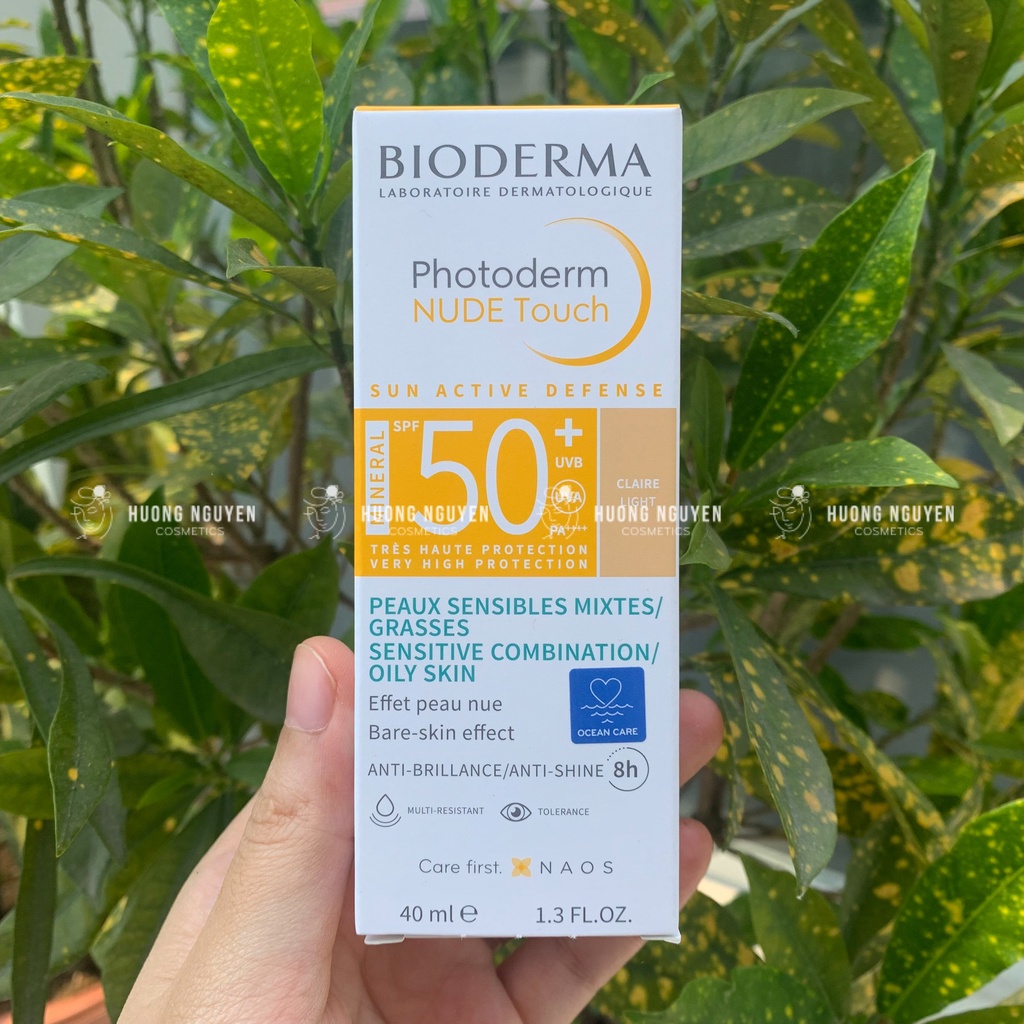 BIODERMA
LABORATOIRE DERMATOLOGIQUE
Photoderm
NUDE Touch
SUN ACTIVE DEFENSE
MINERAL
SPF 50+
UVB
UVA
PA++++
TRÈS HAUTE PROTECTION
VERY HIGH PROTECTION
CLAIRE
LIGHT
HUONG NGUYEN HUONG NGUYEN HUONG NGUYEN HUONG NGUYEN
COSMETICS COSMETICS COSMETICS COSMETICS
PEAUX SENSIBLES MIXTES/
GRASSES
SENSITIVE COMBINATION/
OILY SKIN
Effet peau nue
Bare-skin effect
OCEAN CARE
ANTI-BRILLANCE/ANTI-SHINE 8h
MULTI-RESISTANT TOLERANCE
Care first. NAOS
40 ml ℮ 1.3 FL.OZ.